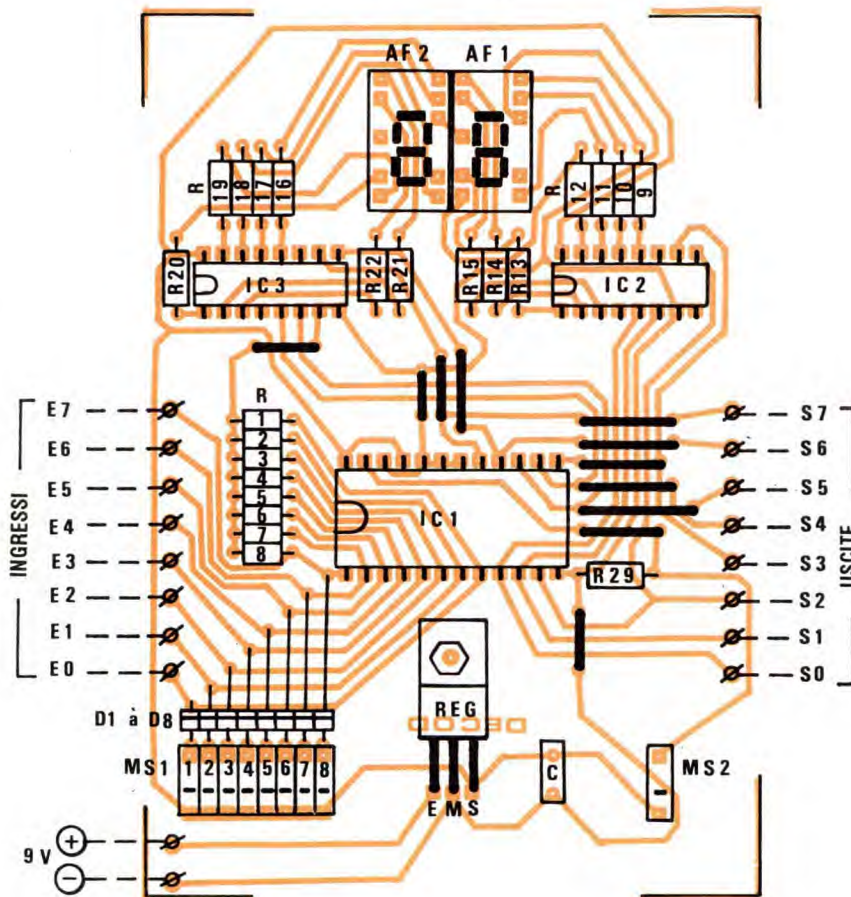 AF2 AF1
R 19 18 17 16
R 12 11 10 9
R20
IC3
R22
R21
R15
R14
R13
IC2
R
1
2
3
4
5
6
7
8
INGRESSI
E7
E6
E5
E4
E3
E2
E1
E0
IC1
S7
S6
S5
S4
S3
S2
S1
S0
USCITE
R29
REG
DECOD
D1 à D8
MS1 1 2 3 4 5 6 7 8
E M S
C
MS2
9 V
+
−